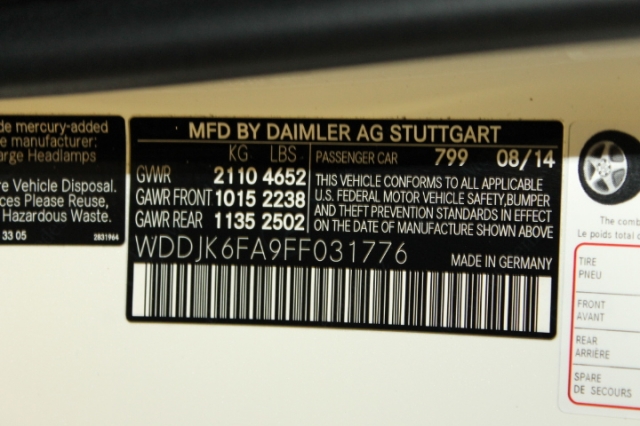 de mercury-added
e manufacturer:
arge Headlamps
re Vehicle Disposal.
ces Please Reuse,
Hazardous Waste.
33 05
2831964
MFD BY DAIMLER AG STUTTGART
KG LBS
GVWR 2110 4652
GAWR FRONT 1015 2238
GAWR REAR 1135 2502
PASSENGER CAR 799 08/14
THIS VEHICLE CONFORMS TO ALL APPLICABLE
U.S. FEDERAL MOTOR VEHICLE SAFETY,BUMPER
AND THEFT PREVENTION STANDARDS IN EFFECT
ON THE DATE OF MANUFACTURE SHOWN ABOVE
WDDJK6FA9FF031776
MADE IN GERMANY
The comb
Le poids total
TIRE
PNEU
FRONT
AVANT
REAR
ARRIÈRE
SPARE
DE SECOURS